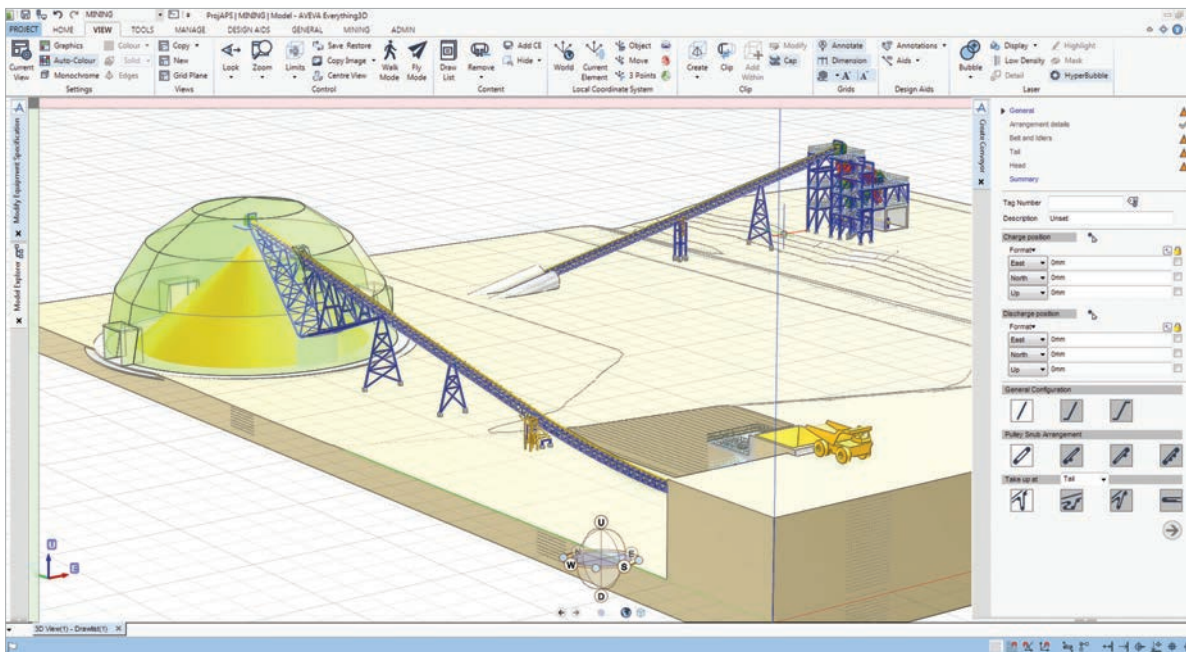 MINING
ProjAPS | MINING | Model - AVEVA Everything3D
PROJECT HOME VIEW TOOLS MANAGE DESIGN AIDS GENERAL MINING ADMIN
Current View
Graphics
Auto-Colour
Monochrome
Colour
Solid
Edges
Settings
Copy
New
Grid Plane
Views
Look
Zoom
Limits
Save Restore
Copy Image
Centre View
Walk Mode
Fly Mode
Control
Draw List
Remove
Add CE
Hide
Content
World
Current Element
Object
Move
3 Points
Local Coordinate System
Create
Clip
Add Within
Modify
Cap
Clip
Annotate
Dimension
A A
Grids
Annotations
Aids
Design Aids
Bubble
Display
Low Density
Detail
Highlight
Mask
HyperBubble
Laser
Modify Equipment Specification
Model Explorer
Create Conveyor
General
Arrangement details
Belt and Idlers
Tail
Head
Summary
Tag Number
Description Unset
Charge position
Format
East 0mm
North 0mm
Up 0mm
Discharge position
Format
East 0mm
North 0mm
Up 0mm
General Configuration
Pulley Snub Arrangement
Take up at Tail
U
W
E
S
D
U
E
3D View(1) - Drawlist(1)